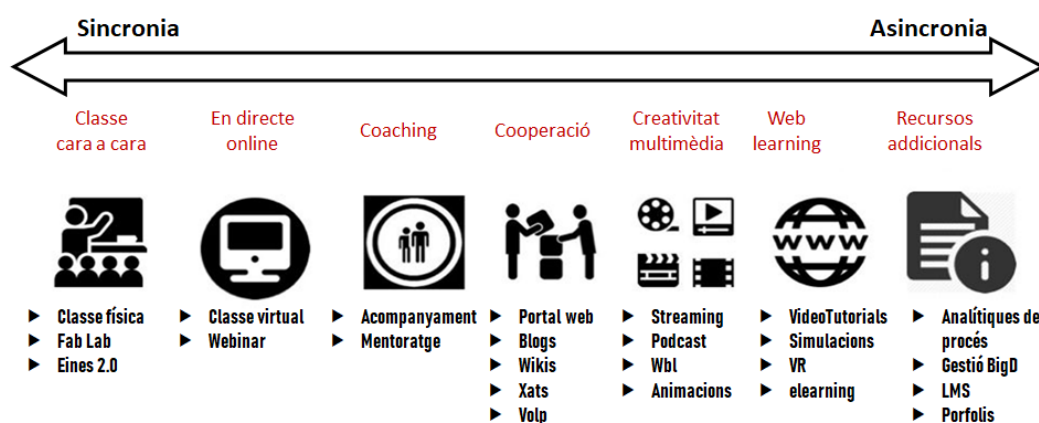 Sincronia
Asincronia
Classe
cara a cara
En directe
online
Coaching
Cooperació
Creativitat
multimèdia
Web
learning
Recursos
addicionals
www
i
Classe física
Fab Lab
Eines 2.0
Classe virtual
Webinar
Acompanyament
Mentoratge
Portal web
Blogs
Wikis
Xats
Volp
Streaming
Podcast
Wbl
Animacions
VideoTutorials
Simulacions
VR
elearning
Analítiques de
procés
Gestió BigD
LMS
Porfolis